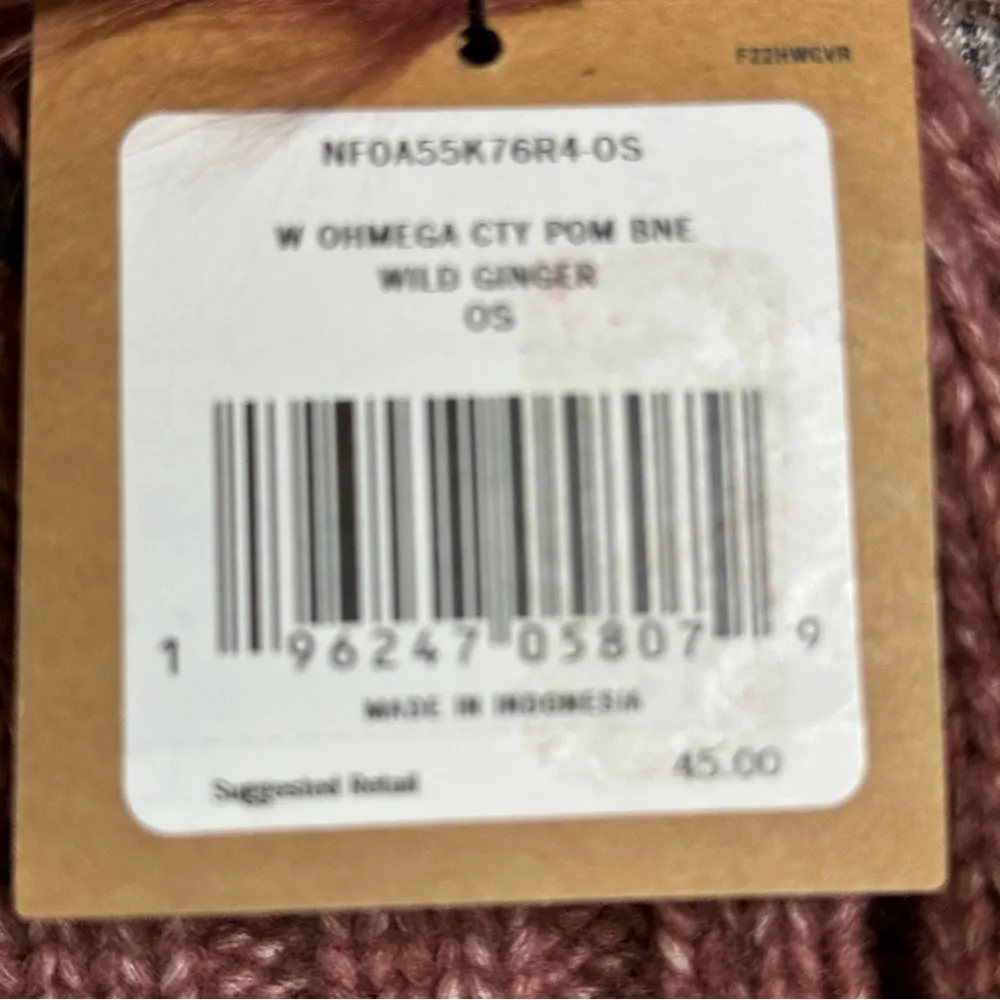 F22HWCVR
NF0A55K76R4-OS
W OHMEGA CTY POM BNE
WILD GINGER
OS
1 96247 05807 9
MADE IN INDONESIA
45.00
Suggested Retail